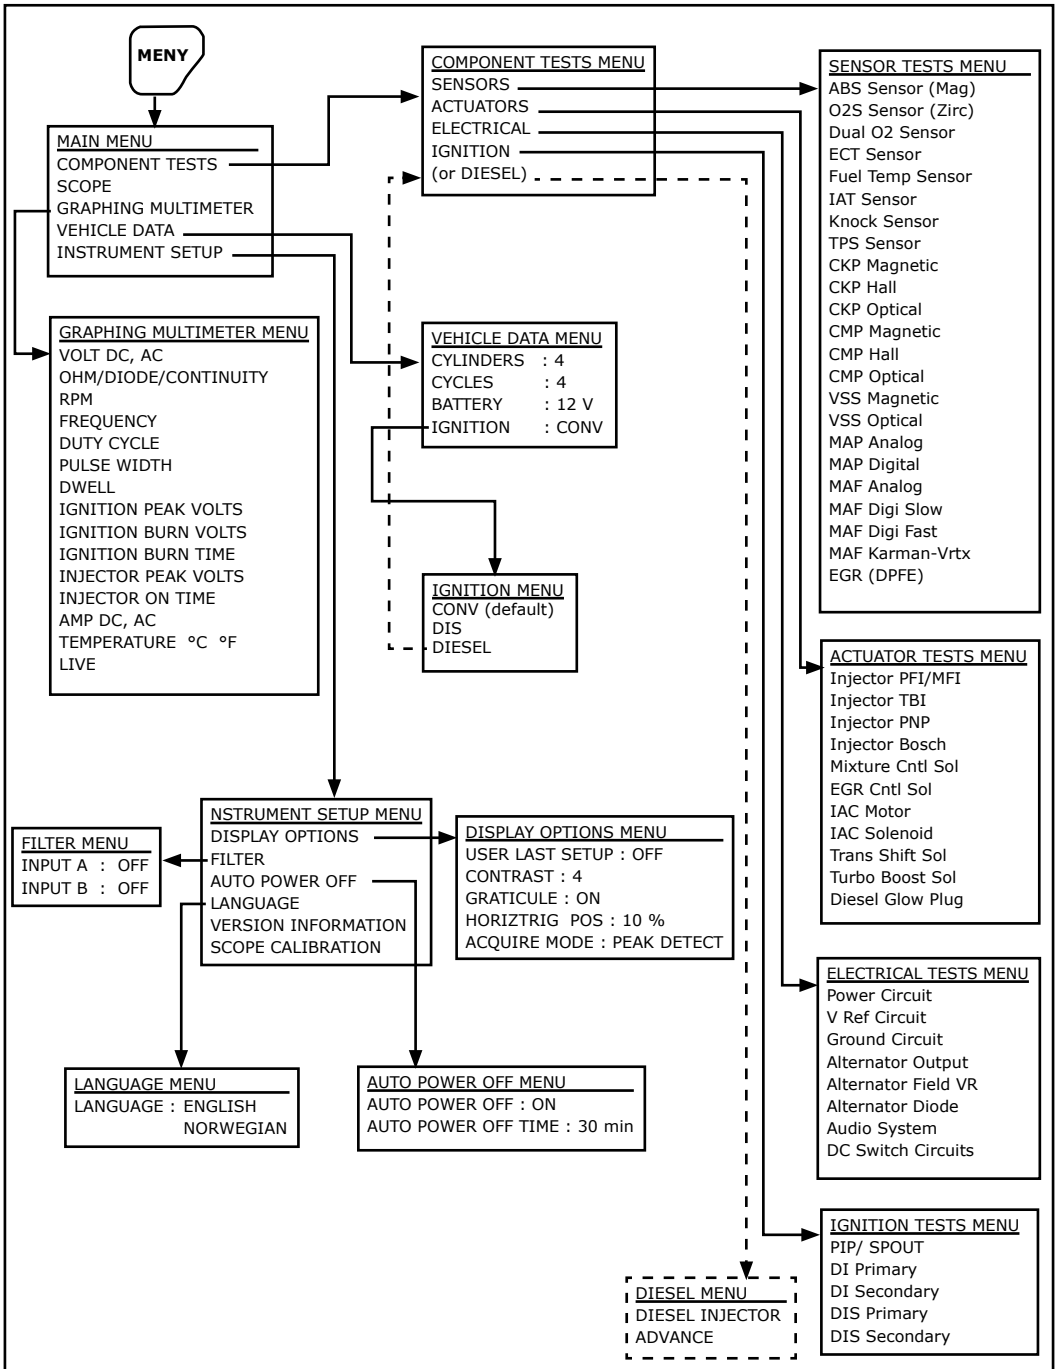 MENY
MAIN MENU
COMPONENT TESTS
SCOPE
GRAPHING MULTIMETER
VEHICLE DATA
INSTRUMENT SETUP
COMPONENT TESTS MENU
SENSORS
ACTUATORS
ELECTRICAL
IGNITION
(or DIESEL)
SENSOR TESTS MENU
ABS Sensor (Mag)
O2S Sensor (Zirc)
Dual O2 Sensor
ECT Sensor
Fuel Temp Sensor
IAT Sensor
Knock Sensor
TPS Sensor
CKP Magnetic
CKP Hall
CKP Optical
CMP Magnetic
CMP Hall
CMP Optical
VSS Magnetic
VSS Optical
MAP Analog
MAP Digital
MAF Analog
MAF Digi Slow
MAF Digi Fast
MAF Karman-Vrtx
EGR (DPFE)
GRAPHING MULTIMETER MENU
VOLT DC, AC
OHM/DIODE/CONTINUITY
RPM
FREQUENCY
DUTY CYCLE
PULSE WIDTH
DWELL
IGNITION PEAK VOLTS
IGNITION BURN VOLTS
IGNITION BURN TIME
INJECTOR PEAK VOLTS
INJECTOR ON TIME
AMP DC, AC
TEMPERATURE °C °F
LIVE
VEHICLE DATA MENU
CYLINDERS : 4
CYCLES : 4
BATTERY : 12 V
IGNITION : CONV
IGNITION MENU
CONV (default)
DIS
DIESEL
ACTUATOR TESTS MENU
Injector PFI/MFI
Injector TBI
Injector PNP
Injector Bosch
Mixture Cntl Sol
EGR Cntl Sol
IAC Motor
IAC Solenoid
Trans Shift Sol
Turbo Boost Sol
Diesel Glow Plug
NSTRUMENT SETUP MENU
DISPLAY OPTIONS
FILTER
AUTO POWER OFF
LANGUAGE
VERSION INFORMATION
SCOPE CALIBRATION
FILTER MENU
INPUT A : OFF
INPUT B : OFF
DISPLAY OPTIONS MENU
USER LAST SETUP : OFF
CONTRAST : 4
GRATICULE : ON
HORIZTRIG POS : 10 %
ACQUIRE MODE : PEAK DETECT
ELECTRICAL TESTS MENU
Power Circuit
V Ref Circuit
Ground Circuit
Alternator Output
Alternator Field VR
Alternator Diode
Audio System
DC Switch Circuits
LANGUAGE MENU
LANGUAGE : ENGLISH
NORWEGIAN
AUTO POWER OFF MENU
AUTO POWER OFF : ON
AUTO POWER OFF TIME : 30 min
IGNITION TESTS MENU
PIP/ SPOUT
DI Primary
DI Secondary
DIS Primary
DIS Secondary
DIESEL MENU
DIESEL INJECTOR
ADVANCE